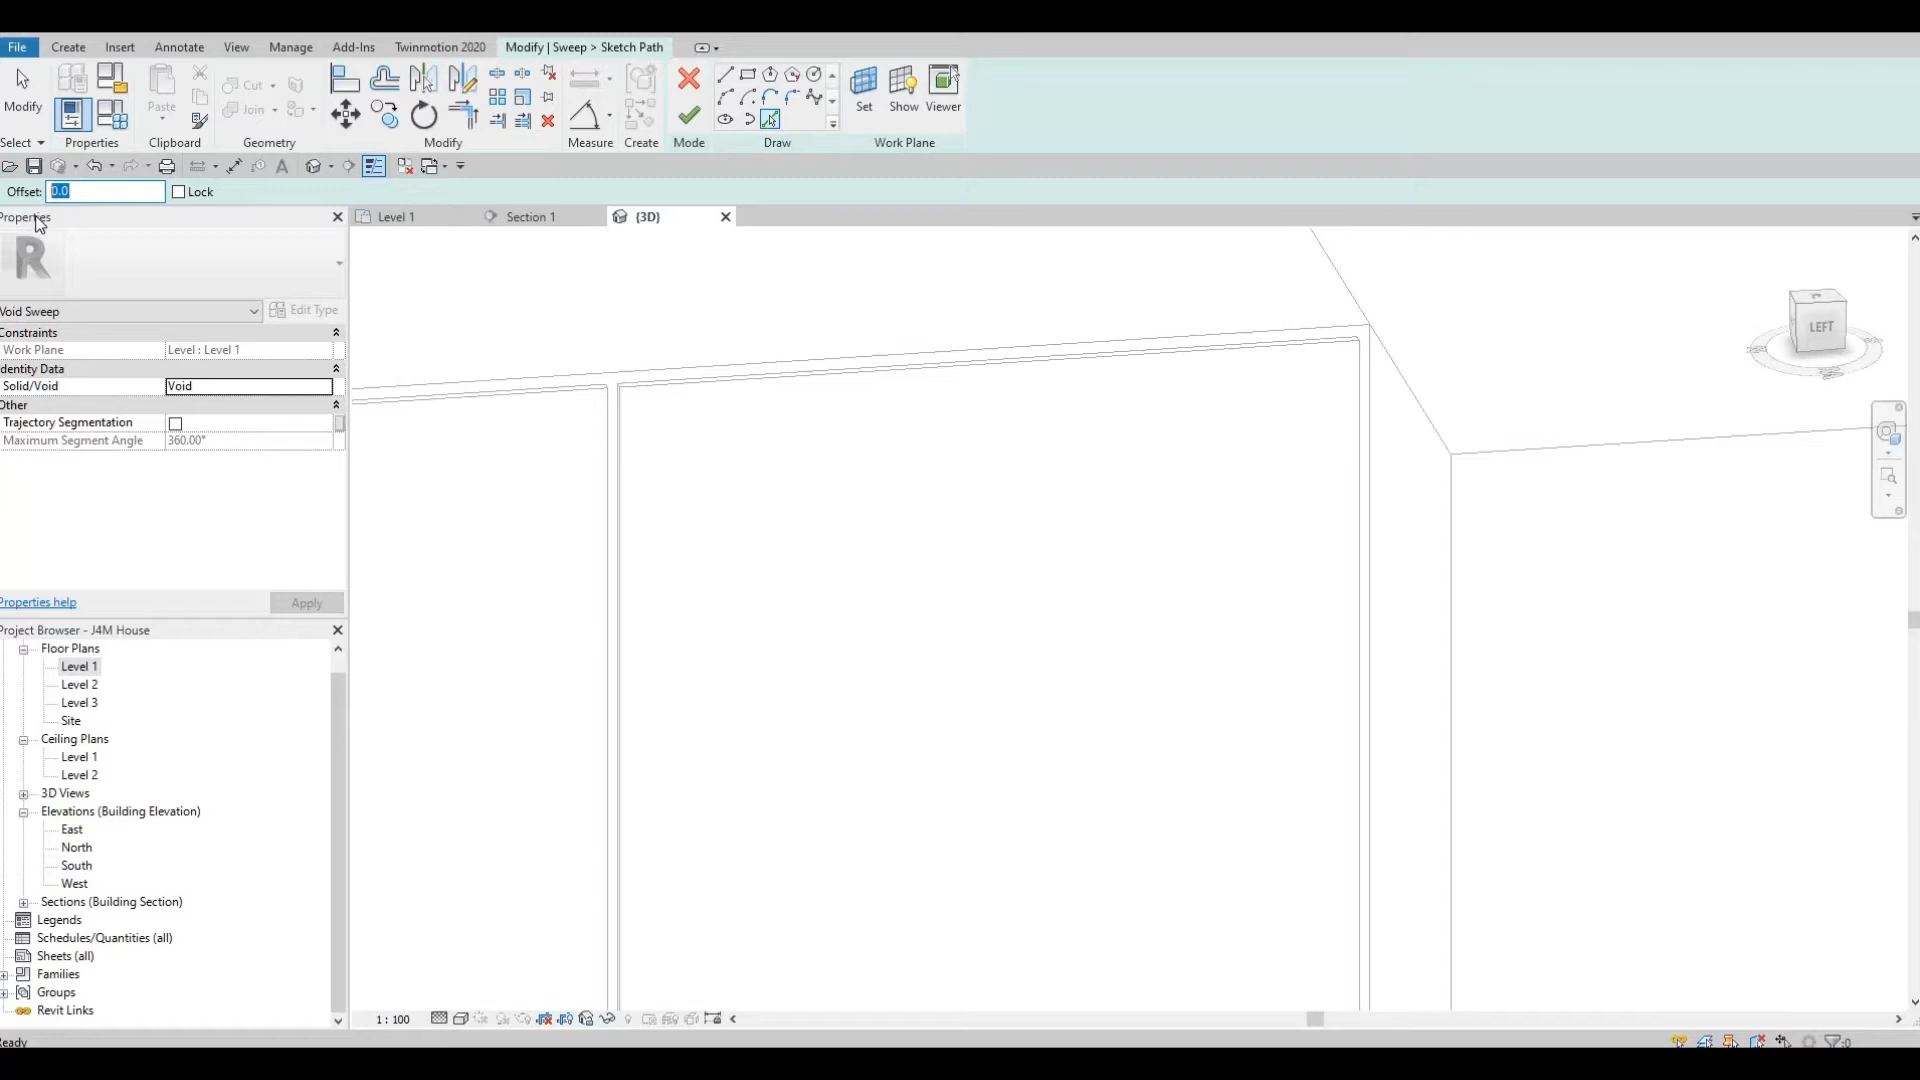 File Create Insert Annotate View Manage Add-Ins Twinmotion 2020 Modify | Sweep > Sketch Path
Modify Paste Cut Join Set Show Viewer
Select Properties Clipboard Geometry Modify Measure Create Mode Draw Work Plane
Offset: 0.0 Lock
Properties
Level 1 Section 1 {3D}
R
Void Sweep Edit Type
Constraints
Work Plane Level : Level 1
Identity Data
Solid/Void Void
Other
Trajectory Segmentation
Maximum Segment Angle 360.00°
Properties help Apply
Project Browser - J4M House
Floor Plans
Level 1
Level 2
Level 3
Site
Ceiling Plans
Level 1
Level 2
3D Views
Elevations (Building Elevation)
East
North
South
West
Sections (Building Section)
Legends
Schedules/Quantities (all)
Sheets (all)
Families
Groups
Revit Links
LEFT
1 : 100
Ready
:0